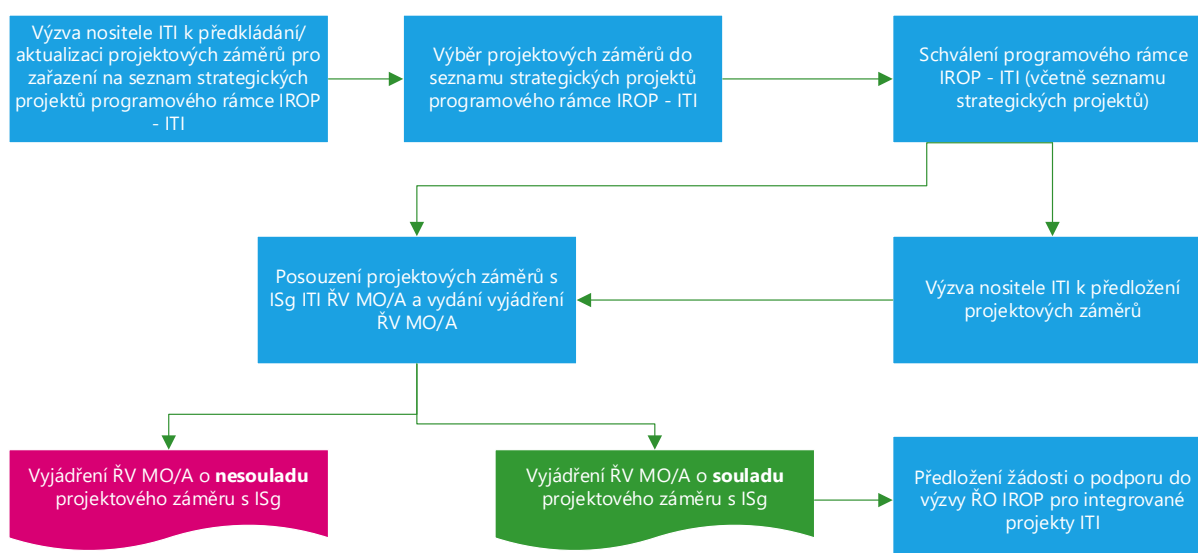 Výzva nositele ITI k předkládání/
aktualizaci projektových záměrů pro
zařazení na seznam strategických
projektů programového rámce IROP
- ITI
Výběr projektových záměrů do
seznamu strategických projektů
programového rámce IROP - ITI
Schválení programového rámce
IROP - ITI (včetně seznamu
strategických projektů)
Posouzení projektových záměrů s
ISg ITI ŘV MO/A a vydání vyjádření
ŘV MO/A
Výzva nositele ITI k předložení
projektových záměrů
Vyjádření ŘV MO/A o nesouladu
projektového záměru s ISg
Vyjádření ŘV MO/A o souladu
projektového záměru s ISg
Předložení žádosti o podporu do
výzvy ŘO IROP pro integrované
projekty ITI